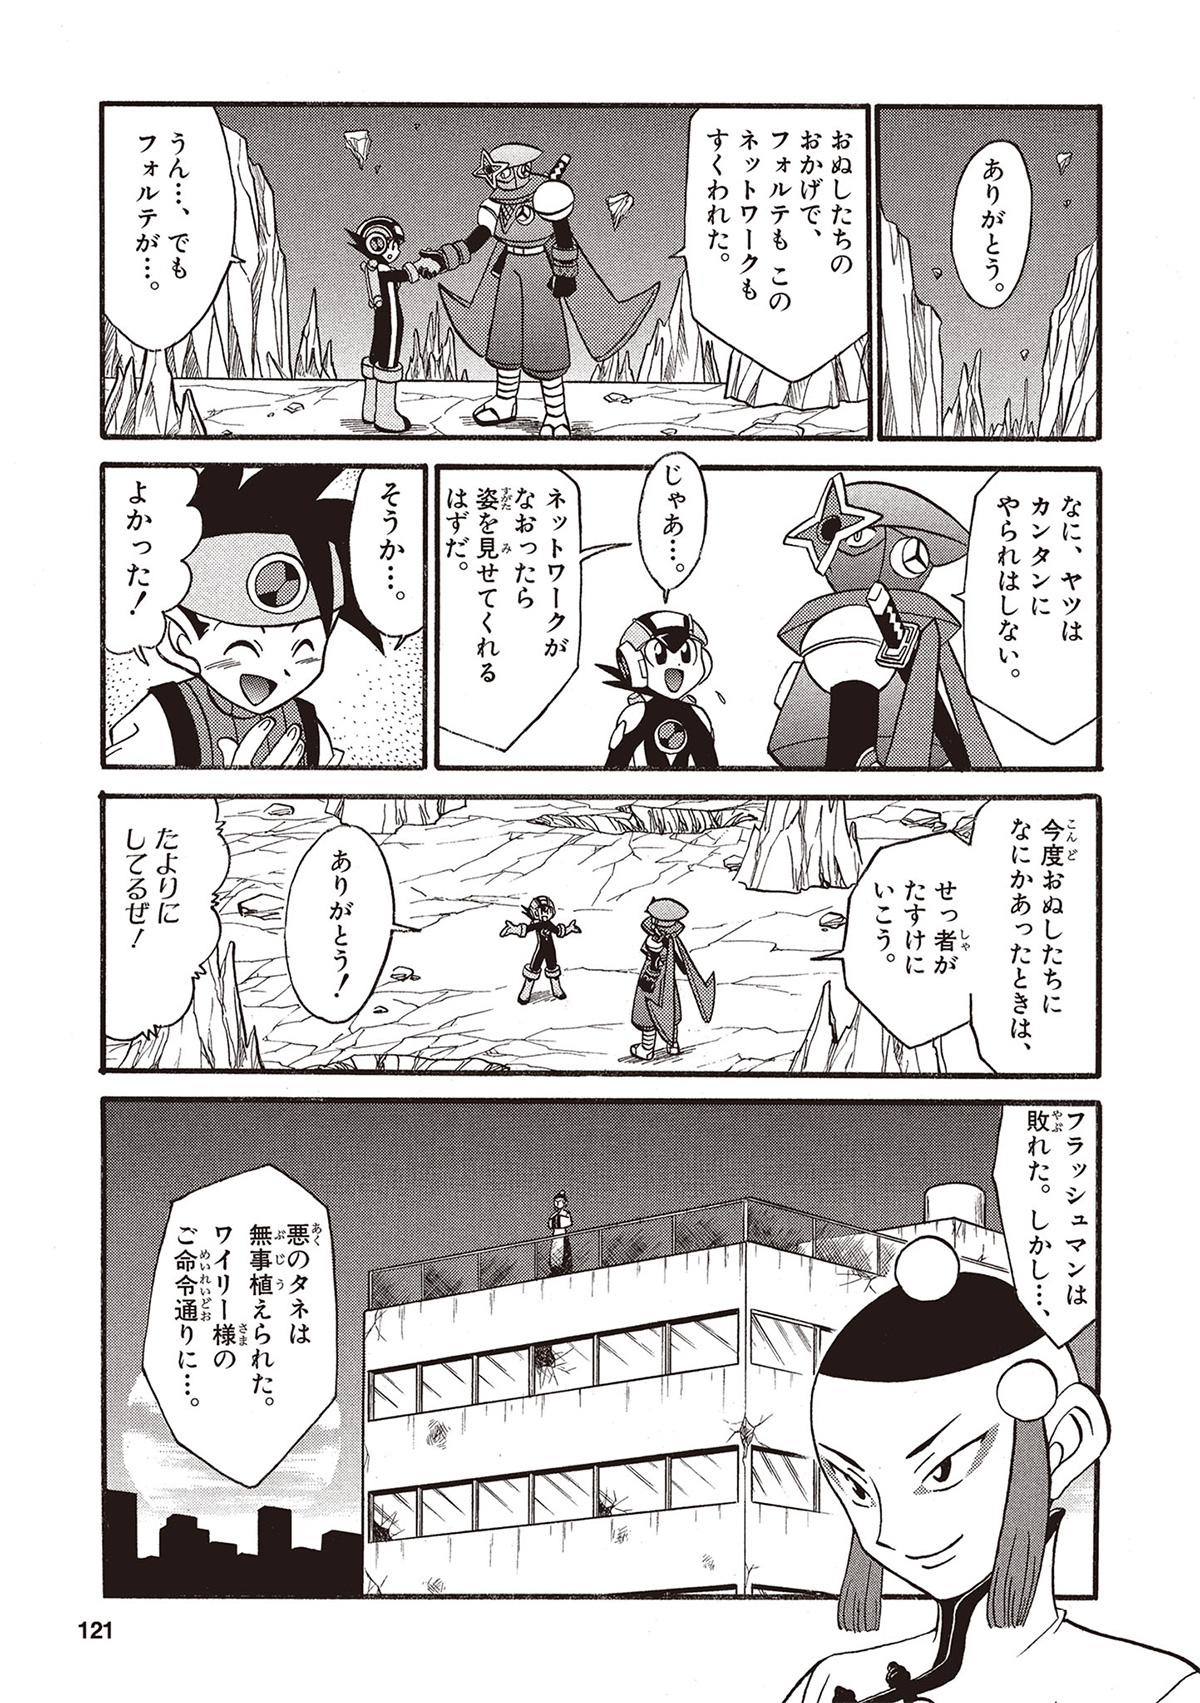 ありがとう。
おぬしたちの
おかげで、
フォルテも この
ネットワークも
すくわれた。
うん…、でも
フォルテが…。
なに、ヤツは
カンタンに
やられはしない。
じゃあ…。
ネットワークが
なおったら
姿を見せてくれる
はずだ。
そうか…。
よかった！
今度おぬしたちに
なにかあったときは、
せっ者が
たすけに
いこう。
ありがとう！
たよりに
してるぜ！
フラッシュマンは
敗れた。しかし…、
悪のタネは
無事植えられた。
ワイリー様の
ご命令通りに…。
121